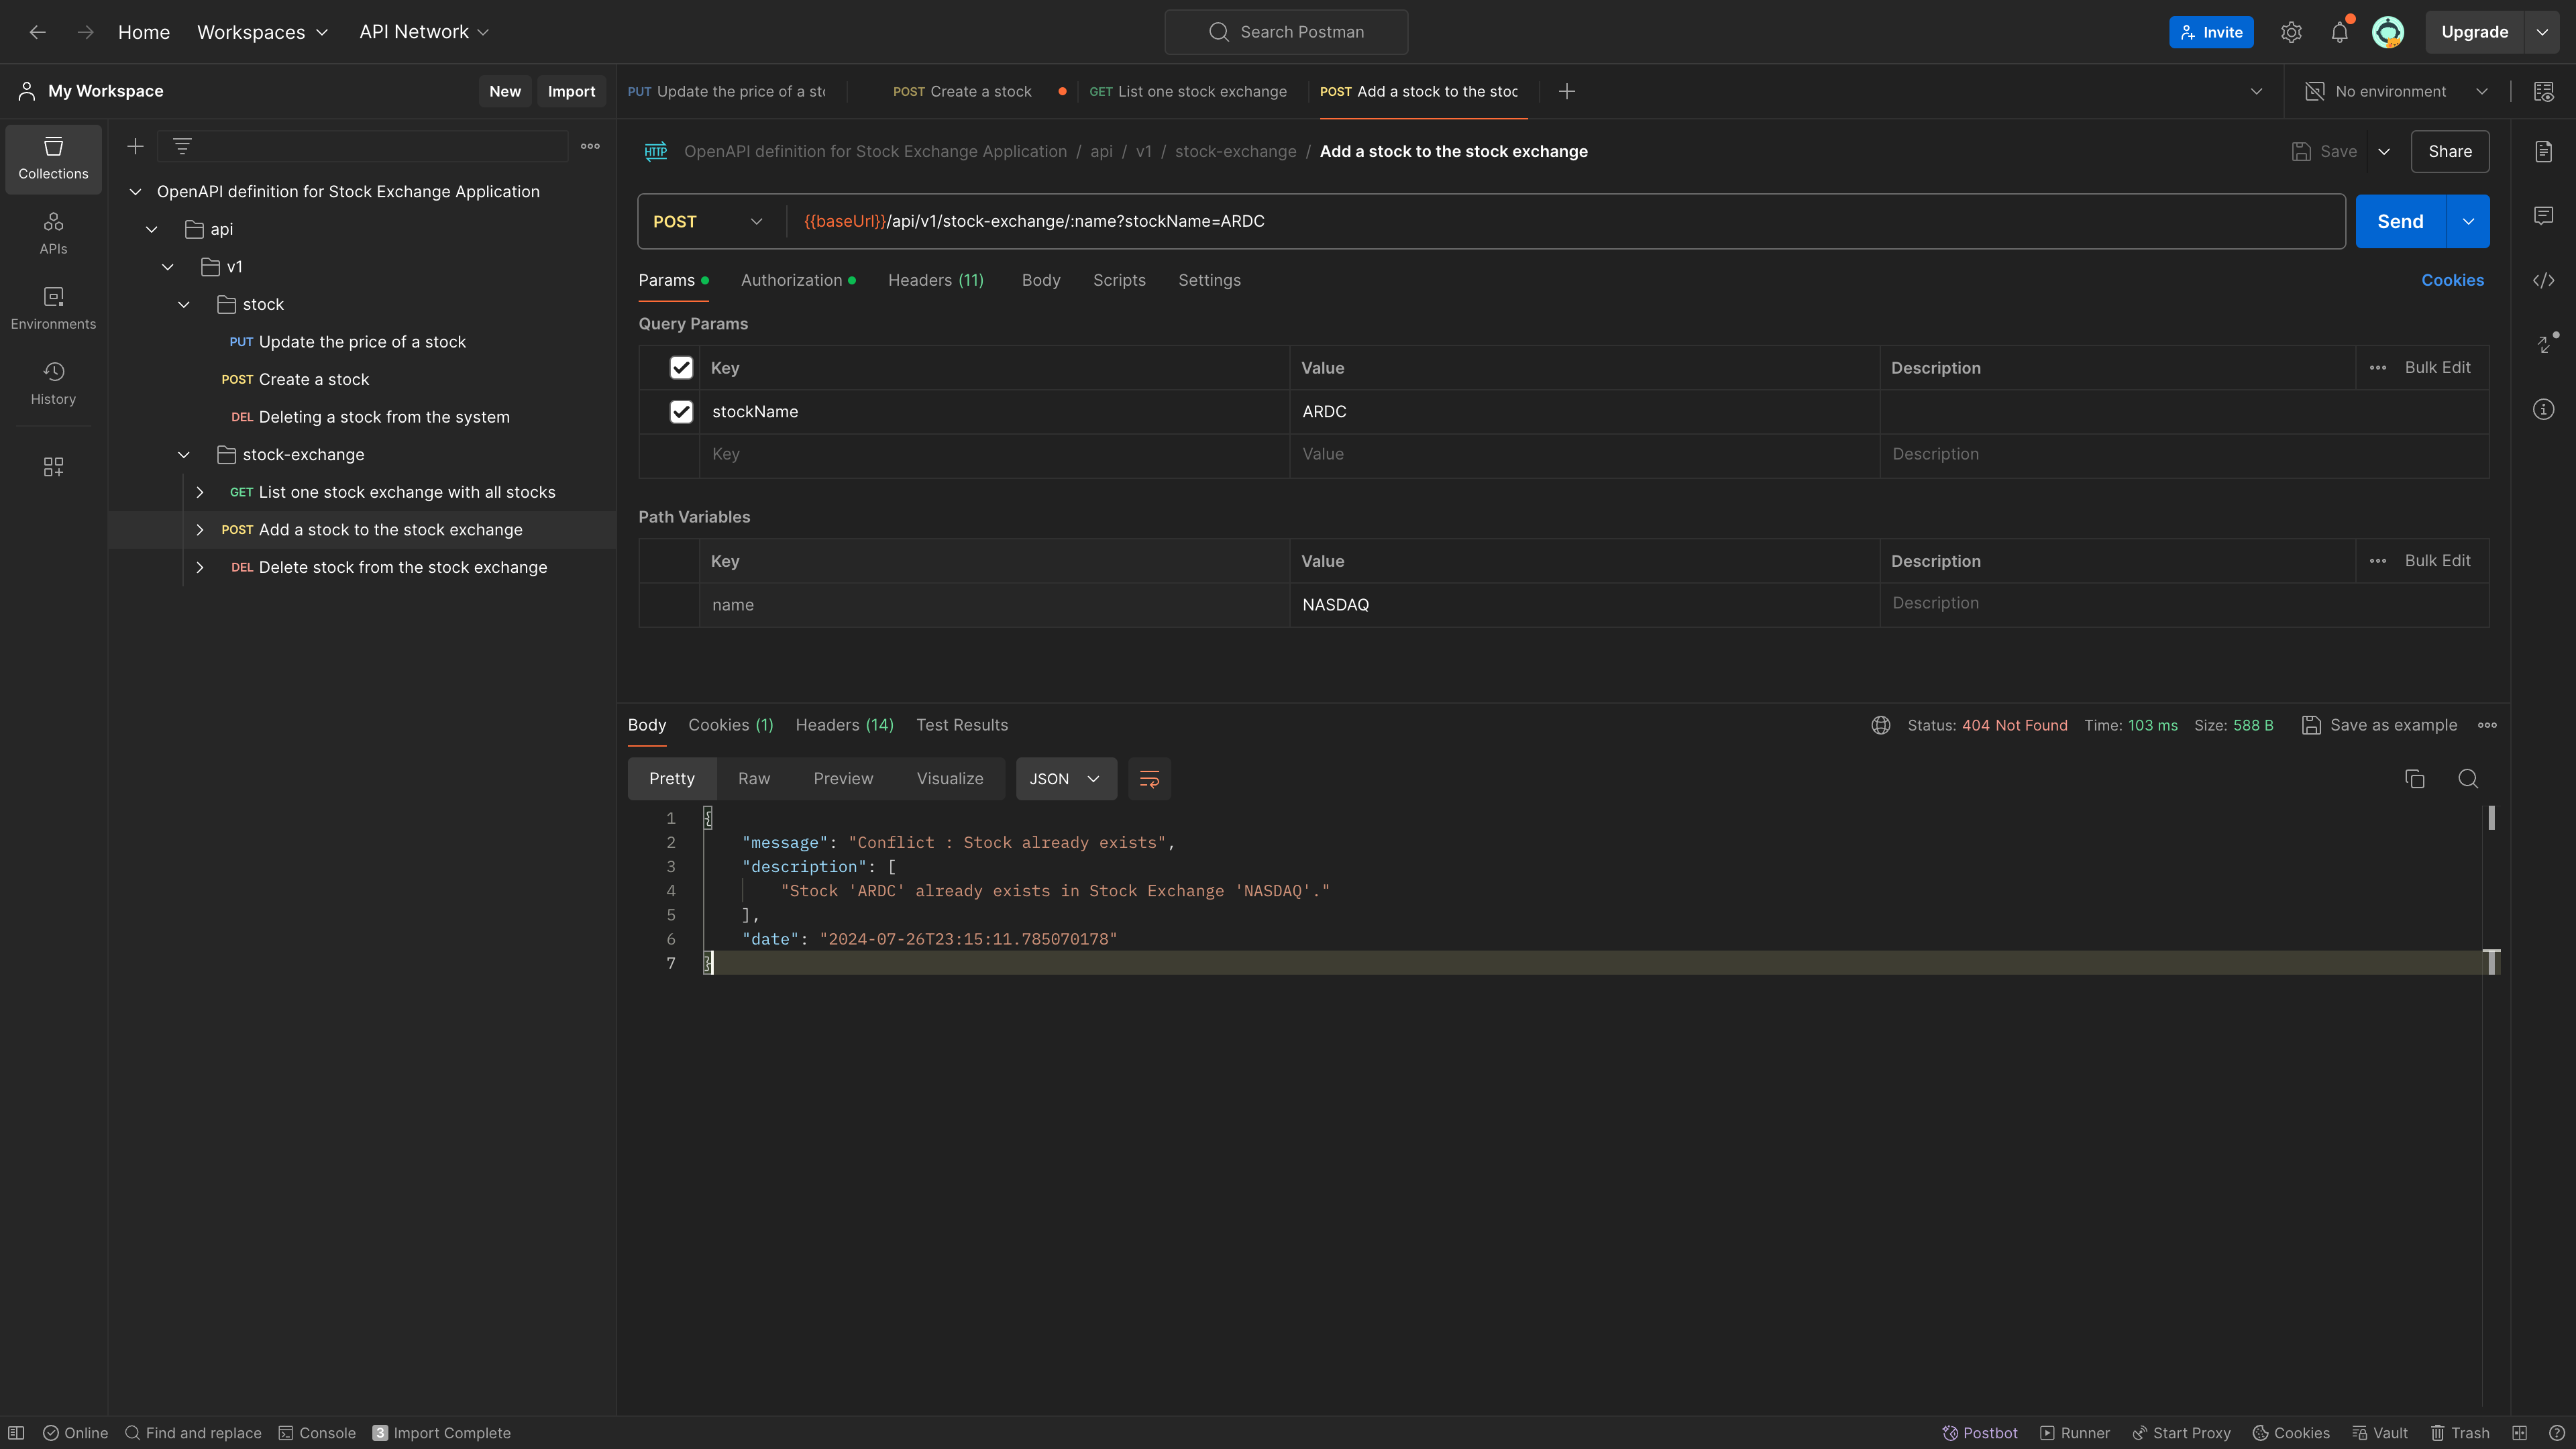 Home Workspaces API Network Search Postman Invite Upgrade
My Workspace New Import
PUT Update the price of a sto POST Create a stock GET List one stock exchange POST Add a stock to the stoc No environment
Collections
APIs
Environments
History
OpenAPI definition for Stock Exchange Application
api
v1
stock
PUT Update the price of a stock
POST Create a stock
DEL Deleting a stock from the system
stock-exchange
GET List one stock exchange with all stocks
POST Add a stock to the stock exchange
DEL Delete stock from the stock exchange
HTTP OpenAPI definition for Stock Exchange Application / api / v1 / stock-exchange / Add a stock to the stock exchange Save Share
POST {{baseUrl}}/api/v1/stock-exchange/:name?stockName=ARDC Send
Params Authorization Headers (11) Body Scripts Settings Cookies
Query Params
Key Value Description Bulk Edit
stockName ARDC
Key Value Description
Path Variables
Key Value Description Bulk Edit
name NASDAQ Description
Body Cookies (1) Headers (14) Test Results Status: 404 Not Found Time: 103 ms Size: 588 B Save as example
Pretty Raw Preview Visualize JSON
1 {
2 "message": "Conflict : Stock already exists",
3 "description": [
4 "Stock 'ARDC' already exists in Stock Exchange 'NASDAQ'."
5 ],
6 "date": "2024-07-26T23:15:11.785070178"
7 }
Online Find and replace Console 3 Import Complete Postbot Runner Start Proxy Cookies Vault Trash